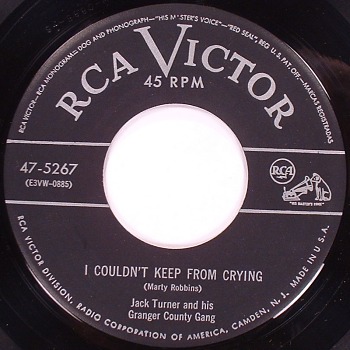 RCA VICTOR—RCA MONOGRAM—DOG AND PHONOGRAPH—"HIS MASTER'S VOICE"—"RED SEAL", REG. U.S. PAT. OFF.—MARCAS REGISTRADAS
RCA VICTOR
45 RPM
47-5267
(E3VW-0885)
RCA
"HIS MASTER'S VOICE"
I COULDN'T KEEP FROM CRYING
(Marty Robbins)
Jack Turner and his
Granger County Gang
RCA VICTOR DIVISION, RADIO CORPORATION OF AMERICA, CAMDEN, N. J. MADE IN U.S.A.